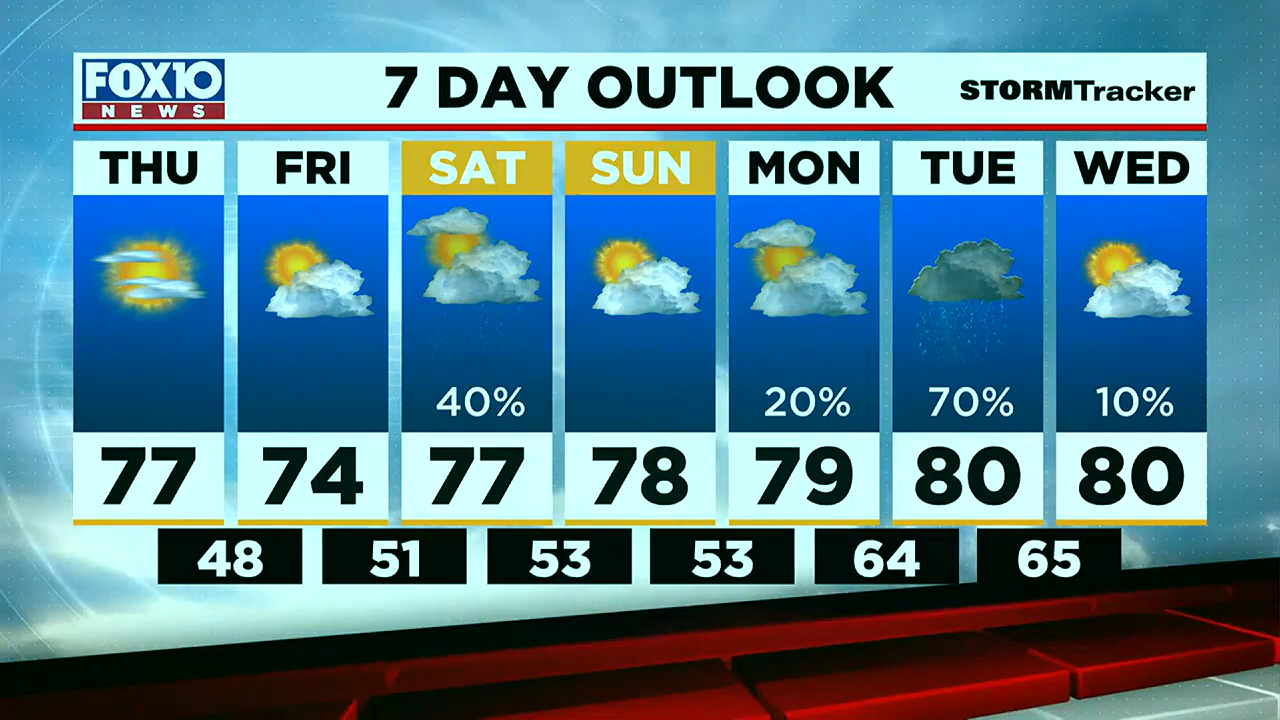 FOX10
NEWS
7 DAY OUTLOOK
STORMTracker
THU FRI SAT SUN MON TUE WED
40% 20% 70% 10%
77 74 77 78 79 80 80
48 51 53 53 64 65